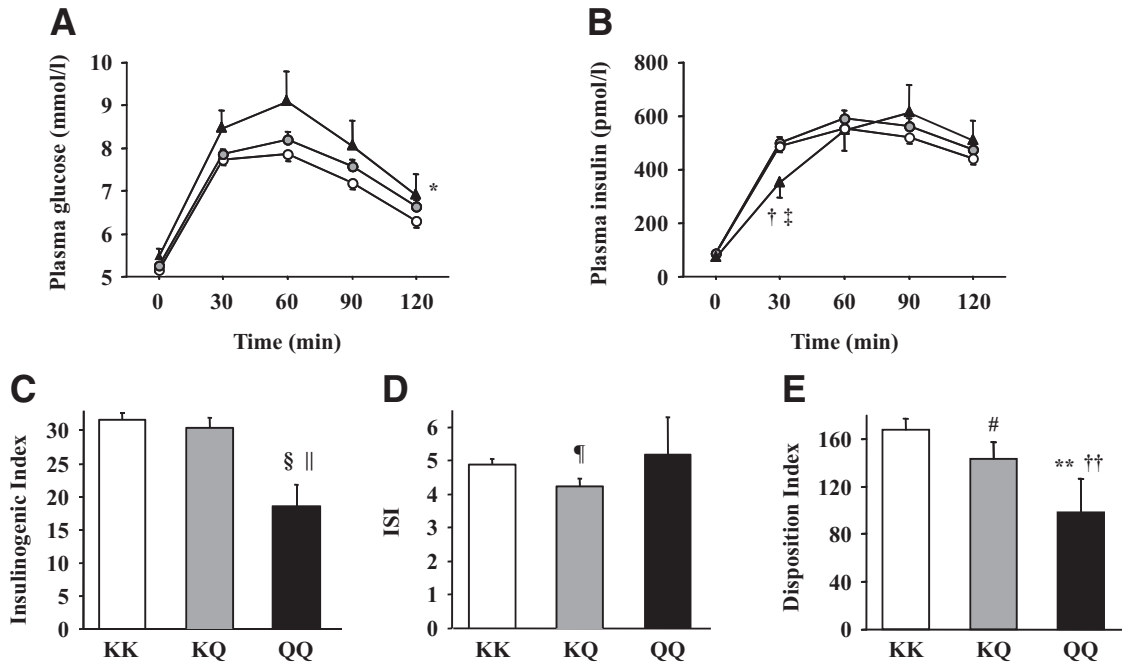 A
Plasma glucose (mmol/l)
10
9
8
7
6
5
*
0 30 60 90 120
Time (min)
B
Plasma insulin (pmol/l)
800
600
400
200
0
† ‡
0 30 60 90 120
Time (min)
C
Insulinogenic Index
30
25
20
15
10
5
0
§ ||
KK KQ QQ
D
ISI
6
5
4
3
2
1
0
¶
KK KQ QQ
E
Disposition Index
160
120
80
40
0
#
** ††
KK KQ QQ